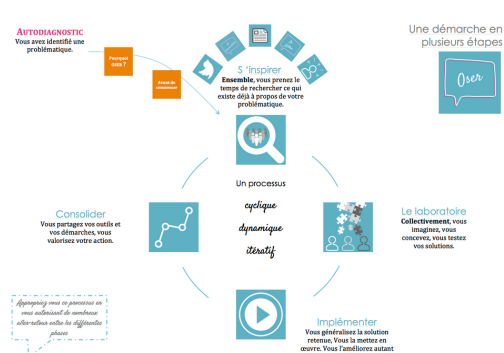 AUTODIAGNOSTIC
Vous avez identifié une
problématique.
Pourquoi
oser ?
Avant de
commencer
Une démarche en
plusieurs étapes
Oser
S 'inspirer
Ensemble, vous prenez le
temps de rechercher ce qui
existe déjà à propos de votre
problématique.
Un processus
cyclique
dynamique
itératif
Consolider
Vous partagez vos outils et
vos démarches, vous
valorisez votre action.
Le laboratoire
Collectivement, vous
imaginez, vous
concevez, vous testez
vos solutions.
Implémenter
Vous généralisez la solution
retenue, Vous la mettez en
œuvre. Vous l'améliorez autant
Appropriez vous ce processus en
vous autorisant de nombreux
aller-retours entre les différentes
phases